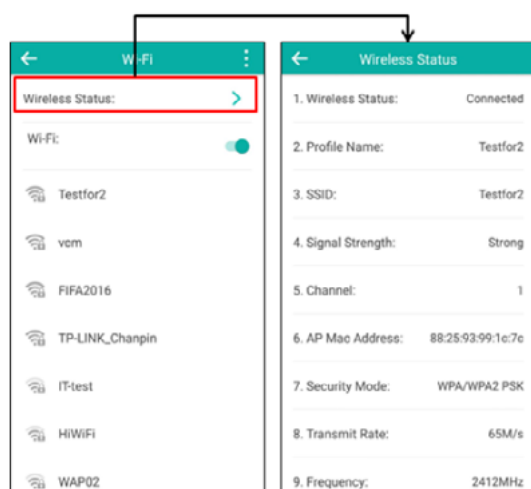 Wi-Fi
Wireless Status:
Wi-Fi:
Testfor2
vcm
FIFA2016
TP-LINK_Chanpin
IT-test
HiWiFi
WAP02
Wireless Status
1. Wireless Status: Connected
2. Profile Name: Testfor2
3. SSID: Testfor2
4. Signal Strength: Strong
5. Channel: 1
6. AP Mac Address: 88:25:93:99:1c:7c
7. Security Mode: WPA/WPA2 PSK
8. Transmit Rate: 65M/s
9. Frequency: 2412MHz